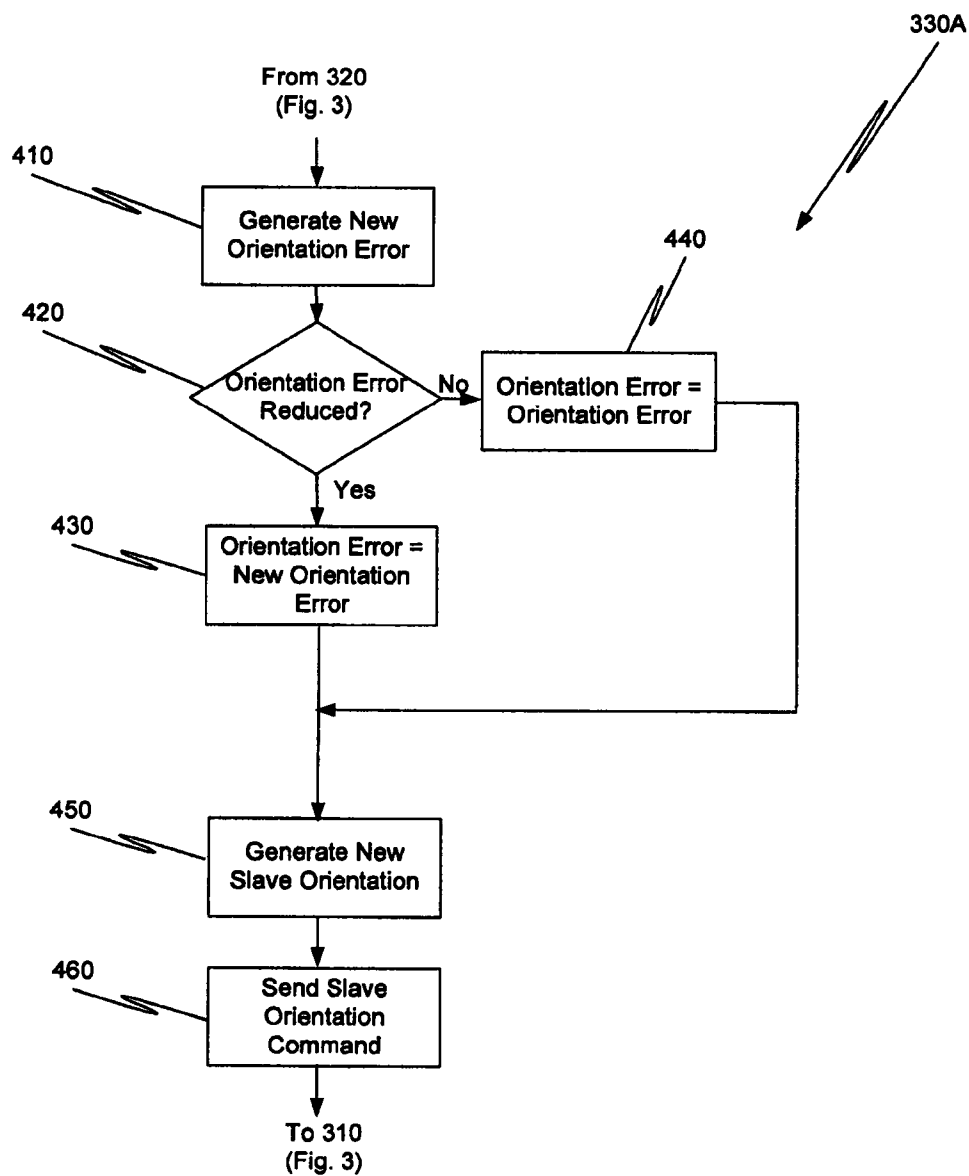 330A
From 320
(Fig. 3)
410
Generate New
Orientation Error
440
420
Orientation Error
Reduced?
No
Orientation Error =
Orientation Error
Yes
430
Orientation Error =
New Orientation
Error
450
Generate New
Slave Orientation
460
Send Slave
Orientation
Command
To 310
(Fig. 3)